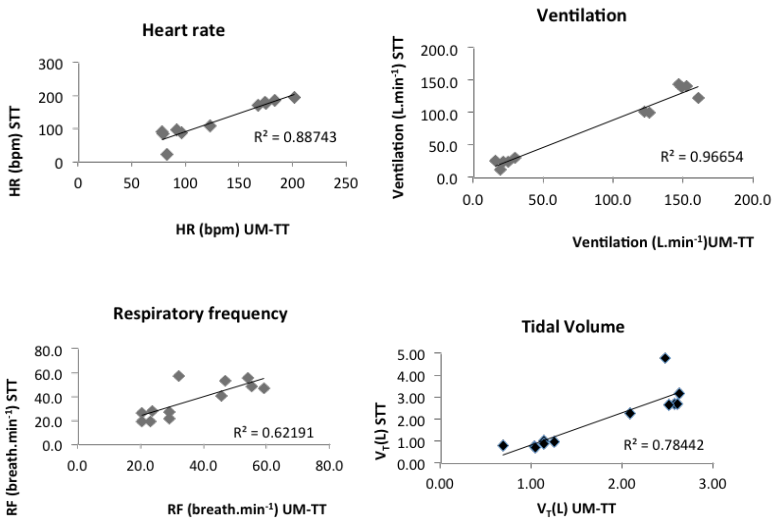 Heart rate
HR (bpm) STT
300
200
100
0
0 50 100 150 200 250
R² = 0.88743
HR (bpm) UM-TT
Ventilation
Ventilation (L.min⁻¹) STT
200.0
150.0
100.0
50.0
0.0
0.0 50.0 100.0 150.0 200.0
R² = 0.96654
Ventilation (L.min⁻¹)UM-TT
Respiratory frequency
RF (breath.min⁻¹) STT
80.0
60.0
40.0
20.0
0.0
0.0 20.0 40.0 60.0 80.0
R² = 0.62191
RF (breath.min⁻¹) UM-TT
Tidal Volume
V_T(L) STT
5.00
4.00
3.00
2.00
1.00
0.00
0.00 1.00 2.00 3.00
R² = 0.78442
V_T(L) UM-TT